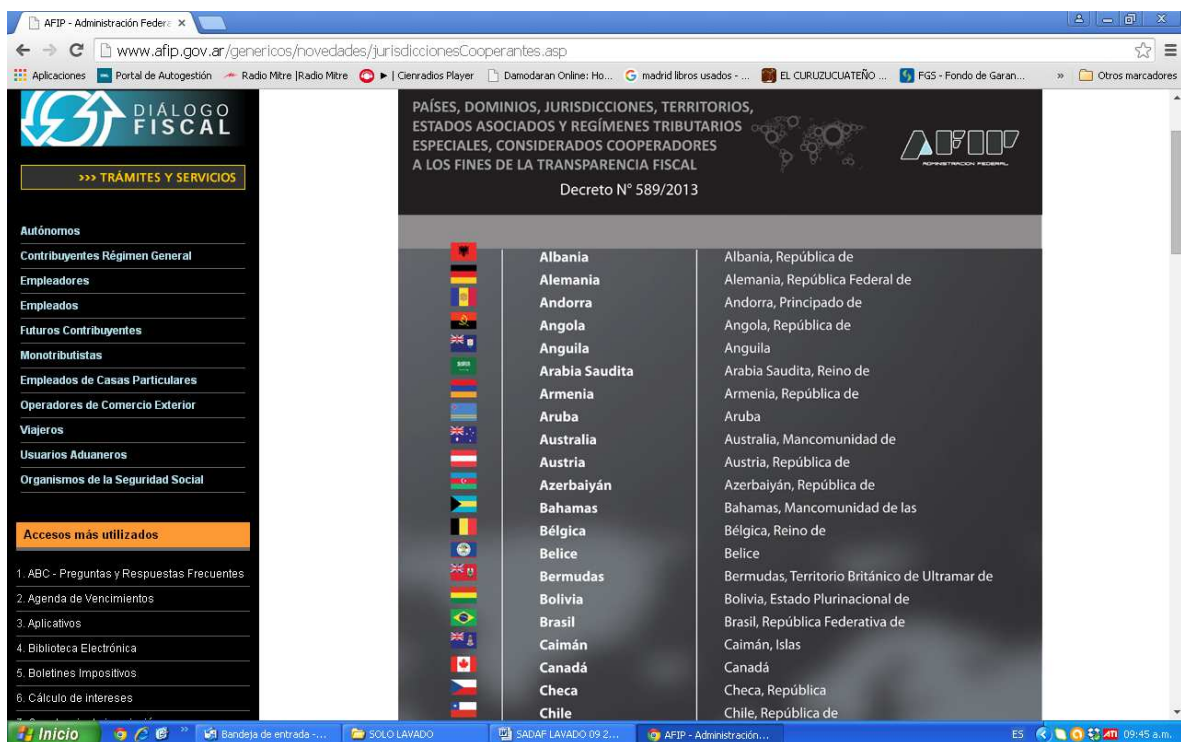 AFIP - Administración Federa
www.afip.gov.ar/genericos/novedades/jurisdiccionesCooperantes.asp
Aplicaciones
Portal de Autogestión
Radio Mitre |Radio Mitre
► | Cienradios Player
Damodaran Online: Ho...
madrid libros usados - ...
EL CURUZUCUATEÑO ...
FGS - Fondo de Garan...
»
Otros marcadores
DIÁLOGO
FISCAL
>>> TRÁMITES Y SERVICIOS
Autónomos
Contribuyentes Régimen General
Empleadores
Empleados
Futuros Contribuyentes
Monotributistas
Empleados de Casas Particulares
Operadores de Comercio Exterior
Viajeros
Usuarios Aduaneros
Organismos de la Seguridad Social
Accesos más utilizados
1. ABC - Preguntas y Respuestas Frecuentes
2. Agenda de Vencimientos
3. Aplicativos
4. Biblioteca Electrónica
5. Boletines Impositivos
6. Cálculo de intereses
PAÍSES, DOMINIOS, JURISDICCIONES, TERRITORIOS,
ESTADOS ASOCIADOS Y REGÍMENES TRIBUTARIOS
ESPECIALES, CONSIDERADOS COOPERADORES
A LOS FINES DE LA TRANSPARENCIA FISCAL
Decreto N° 589/2013
AFIP
ADMINISTRACION FEDERAL
Albania Albania, República de
Alemania Alemania, República Federal de
Andorra Andorra, Principado de
Angola Angola, República de
Anguila Anguila
Arabia Saudita Arabia Saudita, Reino de
Armenia Armenia, República de
Aruba Aruba
Australia Australia, Mancomunidad de
Austria Austria, República de
Azerbaiyán Azerbaiyán, República de
Bahamas Bahamas, Mancomunidad de las
Bélgica Bélgica, Reino de
Belice Belice
Bermudas Bermudas, Territorio Británico de Ultramar de
Bolivia Bolivia, Estado Plurinacional de
Brasil Brasil, República Federativa de
Caimán Caimán, Islas
Canadá Canadá
Checa Checa, República
Chile Chile, República de
Inicio
»
Bandeja de entrada -...
SOLO LAVADO
SADAF LAVADO 09 2...
AFIP - Administración...
ES
ATI
09:45 a.m.